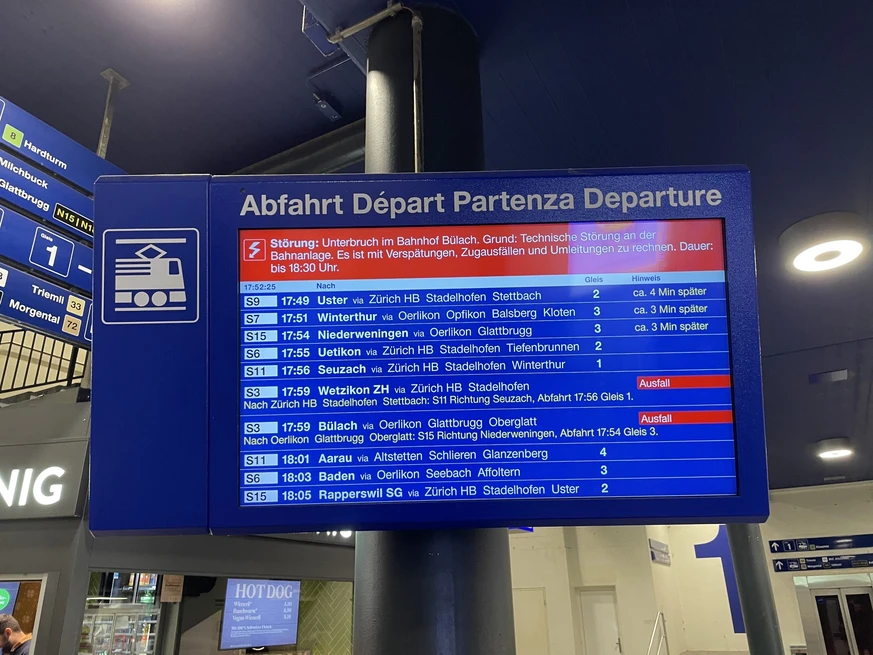 8 Hardturm
Milchbuck
Glattbrugg
N15
Gleis
1
Triemli 33
Morgental 72
Abfahrt Départ Partenza Departure
Störung: Unterbruch im Bahnhof Bülach. Grund: Technische Störung an der
Bahnanlage. Es ist mit Verspätungen, Zugausfällen und Umleitungen zu rechnen. Dauer:
bis 18:30 Uhr.
17:52:25 Nach Gleis Hinweis
S9 17:49 Uster via Zürich HB Stadelhofen Stettbach 2 ca. 4 Min später
S7 17:51 Winterthur via Oerlikon Opfikon Balsberg Kloten 3 ca. 3 Min später
S15 17:54 Niederweningen via Oerlikon Glattbrugg 3 ca. 3 Min später
S6 17:55 Uetikon via Zürich HB Stadelhofen Tiefenbrunnen 2
S11 17:56 Seuzach via Zürich HB Stadelhofen Winterthur 1
S3 17:59 Wetzikon ZH via Zürich HB Stadelhofen Ausfall
Nach Zürich HB Stadelhofen Stettbach: S11 Richtung Seuzach, Abfahrt 17:56 Gleis 1.
S3 17:59 Bülach via Oerlikon Glattbrugg Oberglatt Ausfall
Nach Oerlikon Glattbrugg Oberglatt: S15 Richtung Niederweningen, Abfahrt 17:54 Gleis 3.
S11 18:01 Aarau via Altstetten Schlieren Glanzenberg 4
S6 18:03 Baden via Oerlikon Seebach Affoltern 3
S15 18:05 Rapperswil SG via Zürich HB Stadelhofen Uster 2
NIG
HOT DOG
1